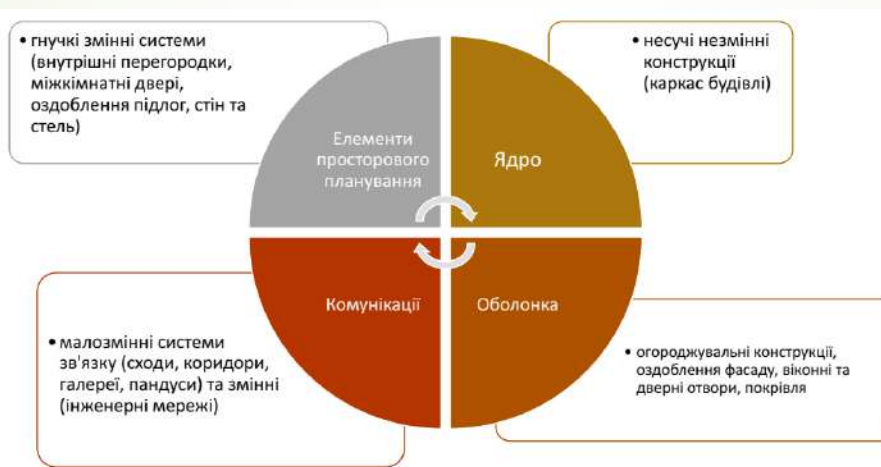 • гнучкі змінні системи
(внутрішні перегородки,
міжкімнатні двері,
оздоблення підлог, стін та
стель)
• несучі незмінні
конструкції
(каркас будівлі)
Елементи
просторового
планування
Ядро
Комунікації
Оболонка
• малозмінні системи
зв'язку (сходи, коридори,
галереї, пандуси) та змінні
(інженерні мережі)
• огороджувальні конструкції,
оздоблення фасаду, віконні та
дверні отвори, покрівля